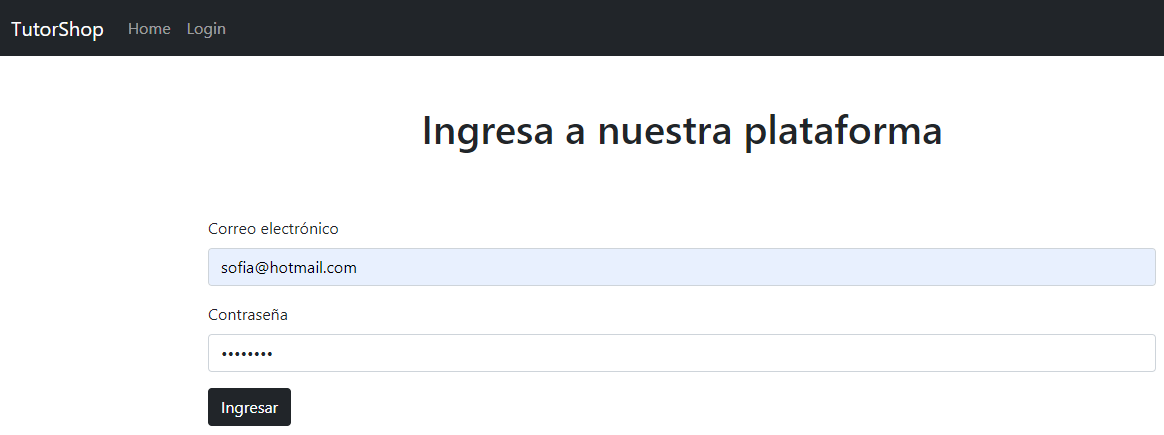 TutorShop Home Login
Ingresa a nuestra plataforma
Correo electrónico
sofia@hotmail.com
Contraseña
••••••••
Ingresar